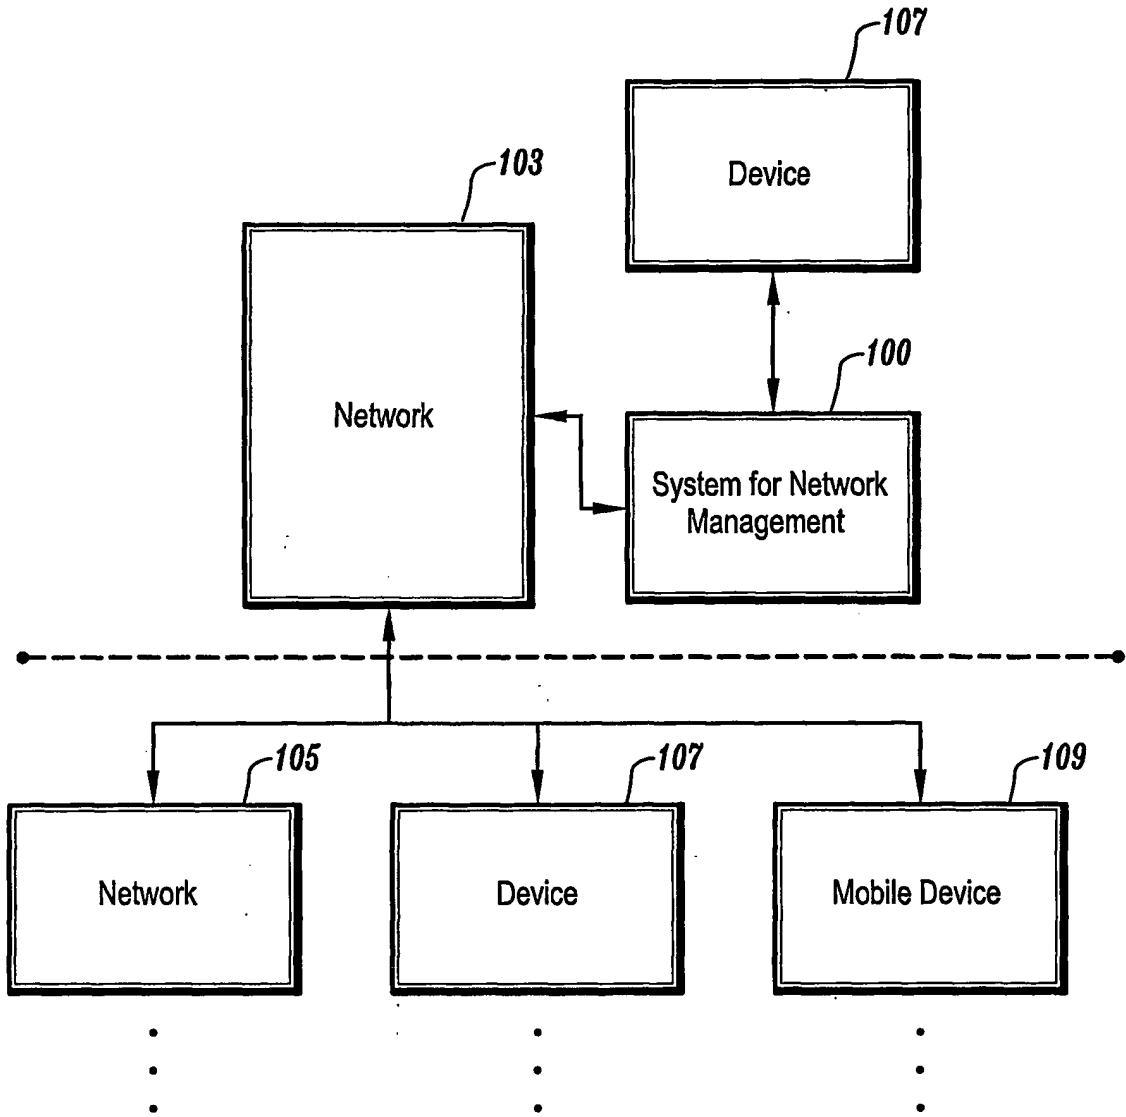 107
Device
103
Network
100
System for Network
Management
105
Network
107
Device
109
Mobile Device